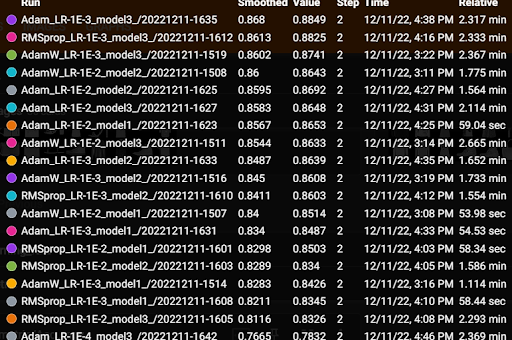 Run Smoothed Value Step Time Relative
Adam_LR-1E-3_model3_/20221211-1635 0.868 0.8849 2 12/11/22, 4:38 PM 2.317 min
RMSprop_LR-1E-3_model3_/20221211-1612 0.8613 0.8825 2 12/11/22, 4:16 PM 2.333 min
AdamW_LR-1E-3_model3_/20221211-1519 0.8602 0.8741 2 12/11/22, 3:22 PM 2.367 min
AdamW_LR-1E-2_model2_/20221211-1508 0.86 0.8643 2 12/11/22, 3:11 PM 1.775 min
Adam_LR-1E-2_model2_/20221211-1625 0.8595 0.8692 2 12/11/22, 4:27 PM 1.564 min
Adam_LR-1E-2_model3_/20221211-1627 0.8583 0.8648 2 12/11/22, 4:31 PM 2.114 min
Adam_LR-1E-2_model1_/20221211-1623 0.8567 0.8653 2 12/11/22, 4:25 PM 59.04 sec
AdamW_LR-1E-2_model3_/20221211-1511 0.8544 0.8633 2 12/11/22, 3:14 PM 2.665 min
Adam_LR-1E-3_model2_/20221211-1633 0.8487 0.8639 2 12/11/22, 4:35 PM 1.652 min
AdamW_LR-1E-3_model2_/20221211-1516 0.845 0.8608 2 12/11/22, 3:19 PM 1.733 min
RMSprop_LR-1E-3_model2_/20221211-1610 0.8411 0.8603 2 12/11/22, 4:12 PM 1.554 min
AdamW_LR-1E-2_model1_/20221211-1507 0.84 0.8514 2 12/11/22, 3:08 PM 53.98 sec
Adam_LR-1E-3_model1_/20221211-1631 0.834 0.8487 2 12/11/22, 4:33 PM 54.53 sec
RMSprop_LR-1E-2_model1_/20221211-1601 0.8298 0.8503 2 12/11/22, 4:03 PM 58.34 sec
RMSprop_LR-1E-2_model2_/20221211-1603 0.8289 0.834 2 12/11/22, 4:05 PM 1.586 min
AdamW_LR-1E-3_model1_/20221211-1514 0.8283 0.8426 2 12/11/22, 3:16 PM 1.114 min
RMSprop_LR-1E-3_model1_/20221211-1608 0.8211 0.8345 2 12/11/22, 4:10 PM 58.44 sec
RMSprop_LR-1E-2_model3_/20221211-1605 0.8116 0.8326 2 12/11/22, 4:08 PM 2.293 min
Adam_LR-1E-4_model3_/20221211-1642 0.7665 0.7832 2 12/11/22, 4:46 PM 2.369 min